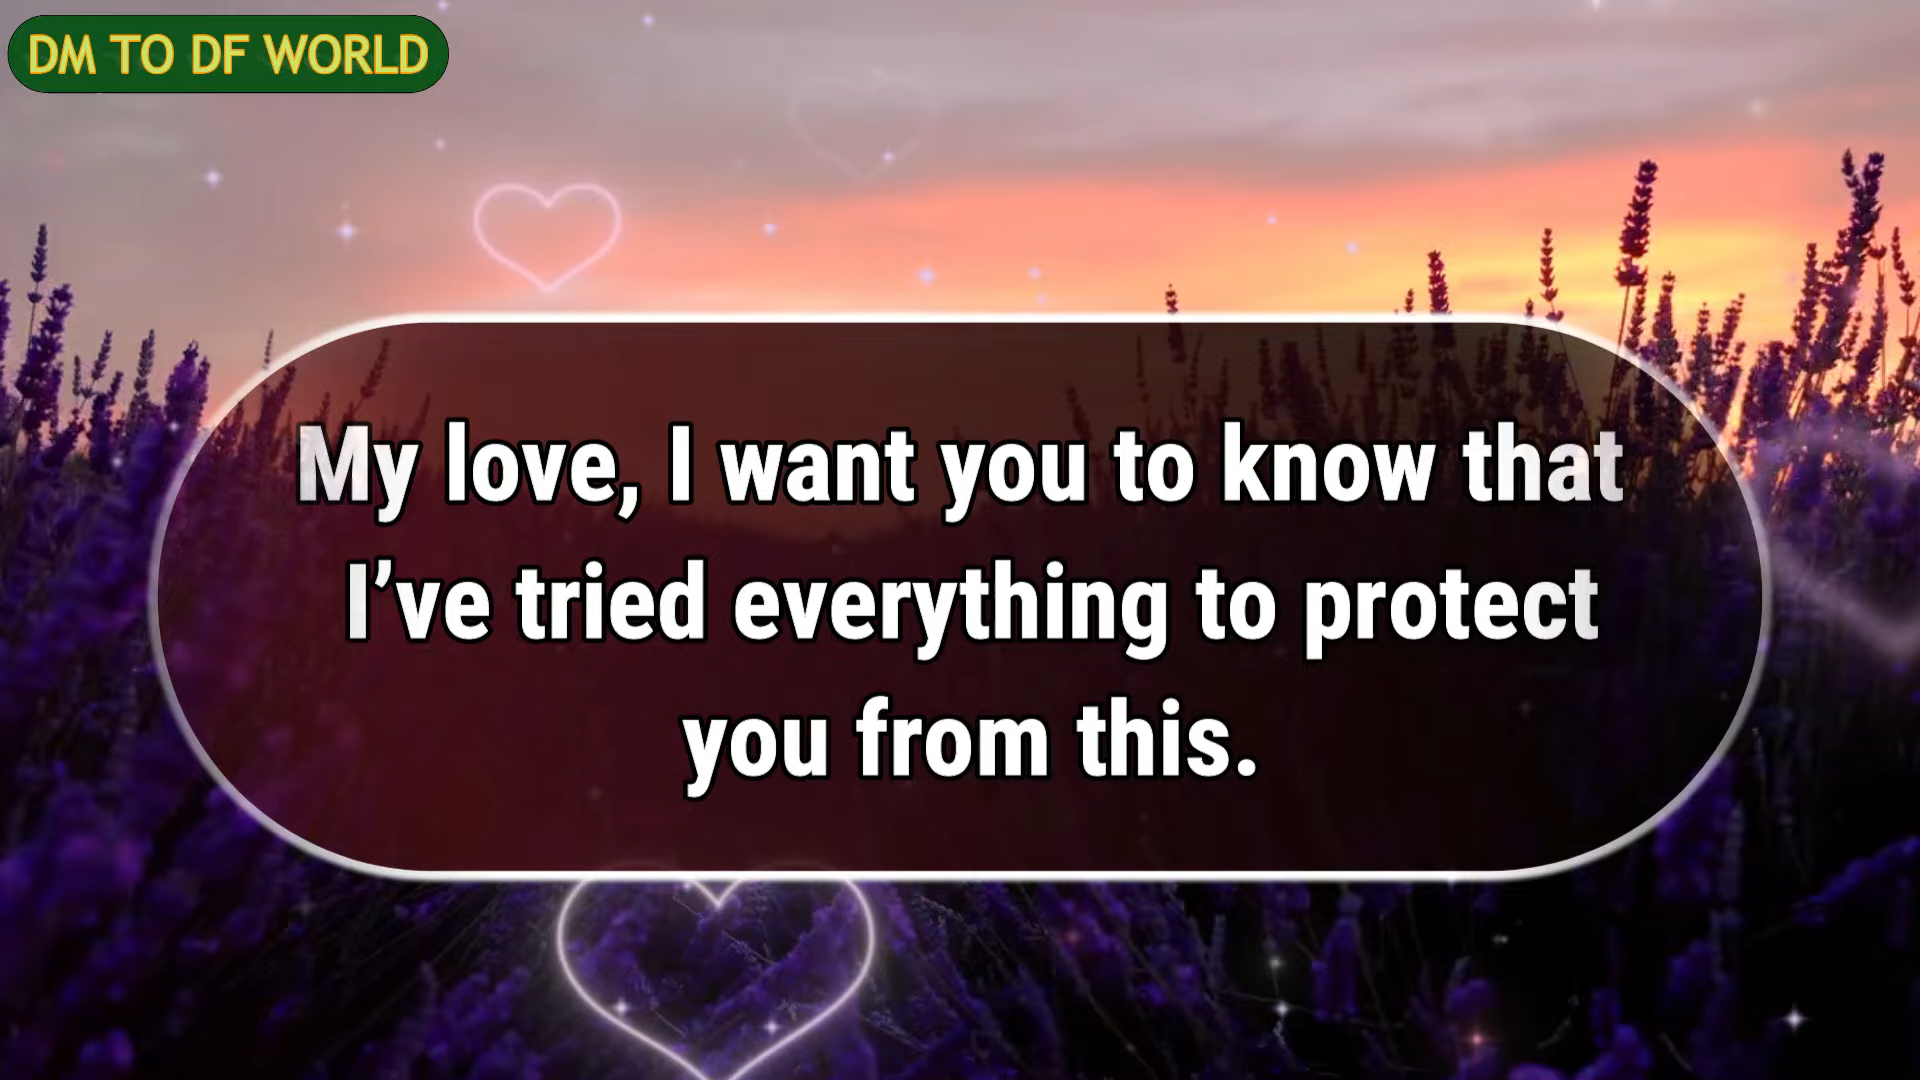 DM TO DF WORLD
My love, I want you to know that
I’ve tried everything to protect
you from this.